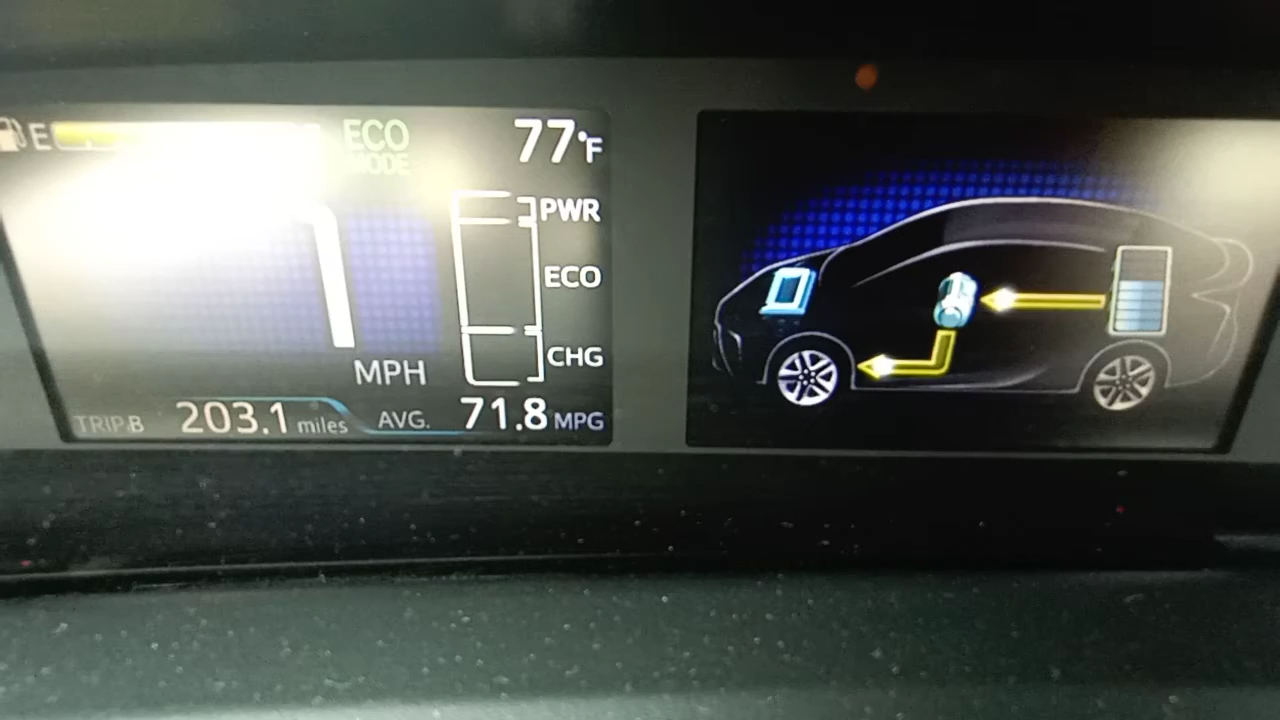 E ECO 77°F
MODE
PWR
ECO
CHG
MPH
TRIP B 203.1 miles AVG. 71.8 MPG